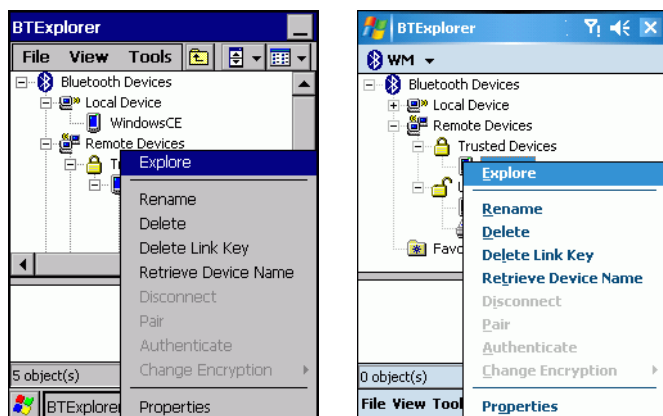 BTExplorer
File View Tools
Bluetooth Devices
Local Device
WindowsCE
Remote Devices
Explore
Rename
Delete
Delete Link Key
Retrieve Device Name
Disconnect
Pair
Authenticate
Change Encryption
Properties
5 object(s)
BTExplorer
BTExplorer
WM
Bluetooth Devices
Local Device
Remote Devices
Trusted Devices
Explore
Rename
Delete
Delete Link Key
Retrieve Device Name
Disconnect
Pair
Authenticate
Change Encryption
Properties
Favo
0 object(s)
File View Tool